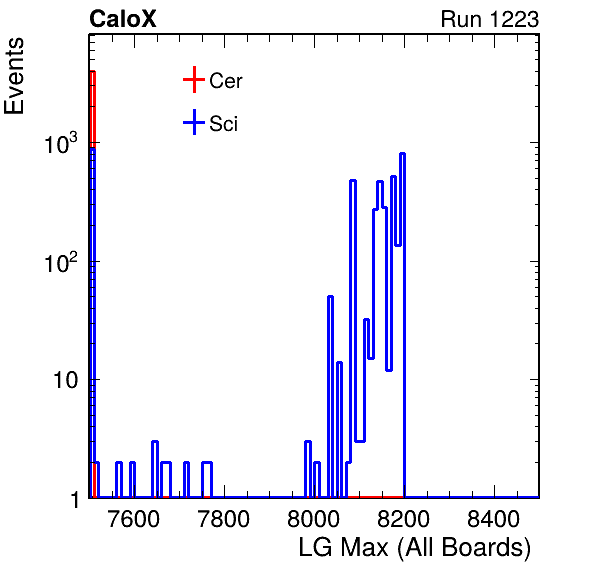 CaloX
Run 1223
Events
Cer
Sci
10³
10²
10
1
7600 7800 8000 8200 8400
LG Max (All Boards)